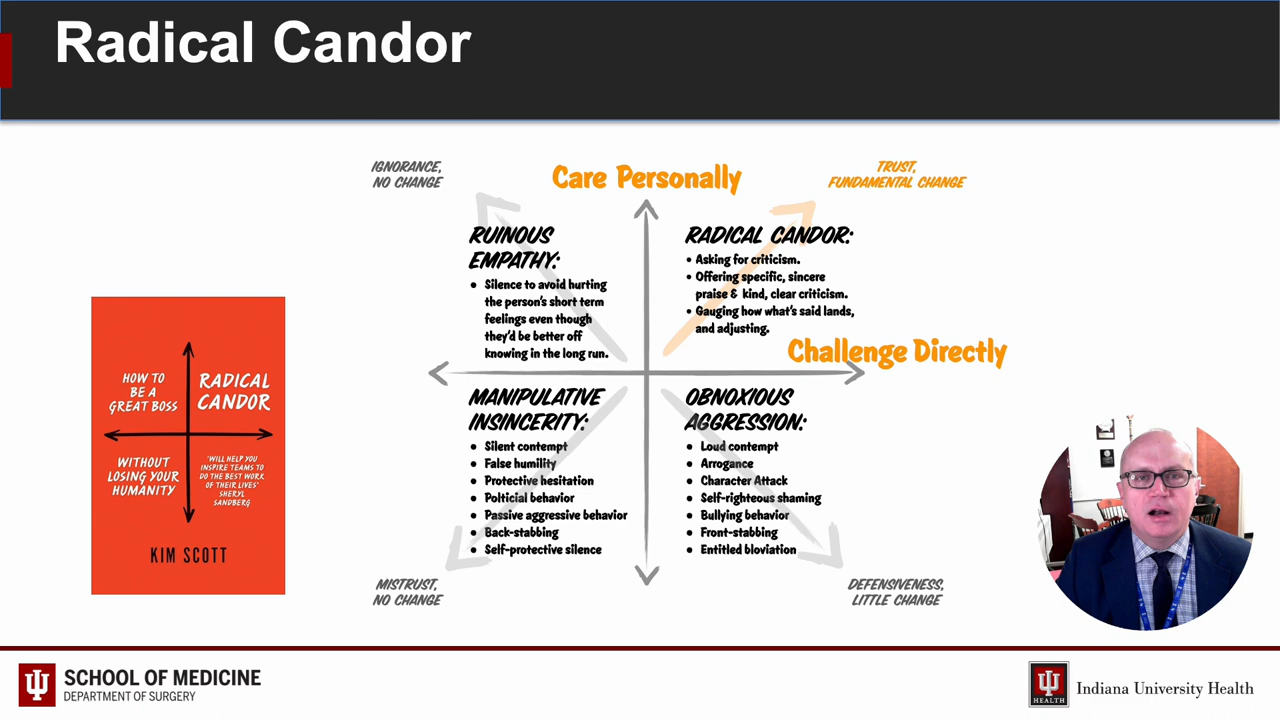 Radical Candor
IGNORANCE,
NO CHANGE
Care Personally
TRUST,
FUNDAMENTAL CHANGE
RUINOUS
EMPATHY:
• Silence to avoid hurting
the person's short term
feelings even though
they'd be better off
knowing in the long run.
RADICAL CANDOR:
• Asking for criticism.
• Offering specific, sincere
praise & kind, clear criticism.
• Gauging how what's said lands,
and adjusting.
Challenge Directly
MANIPULATIVE
INSINCERITY:
• Silent contempt
• False humility
• Protective hesitation
• Polticial behavior
• Passive aggressive behavior
• Back-stabbing
• Self-protective silence
OBNOXIOUS
AGGRESSION:
• Loud contempt
• Arrogance
• Character Attack
• Self-righteous shaming
• Bullying behavior
• Front-stabbing
• Entitled bloviation
MISTRUST,
NO CHANGE
DEFENSIVENESS,
LITTLE CHANGE
HOW TO
BE A
GREAT BOSS
RADICAL
CANDOR
WITHOUT
LOSING YOUR
HUMANITY
'WILL HELP YOU
INSPIRE TEAMS TO
DO THE BEST WORK
OF THEIR LIVES'
SHERYL
SANDBERG
KIM SCOTT
SCHOOL OF MEDICINE
DEPARTMENT OF SURGERY
HEALTH
Indiana University Health